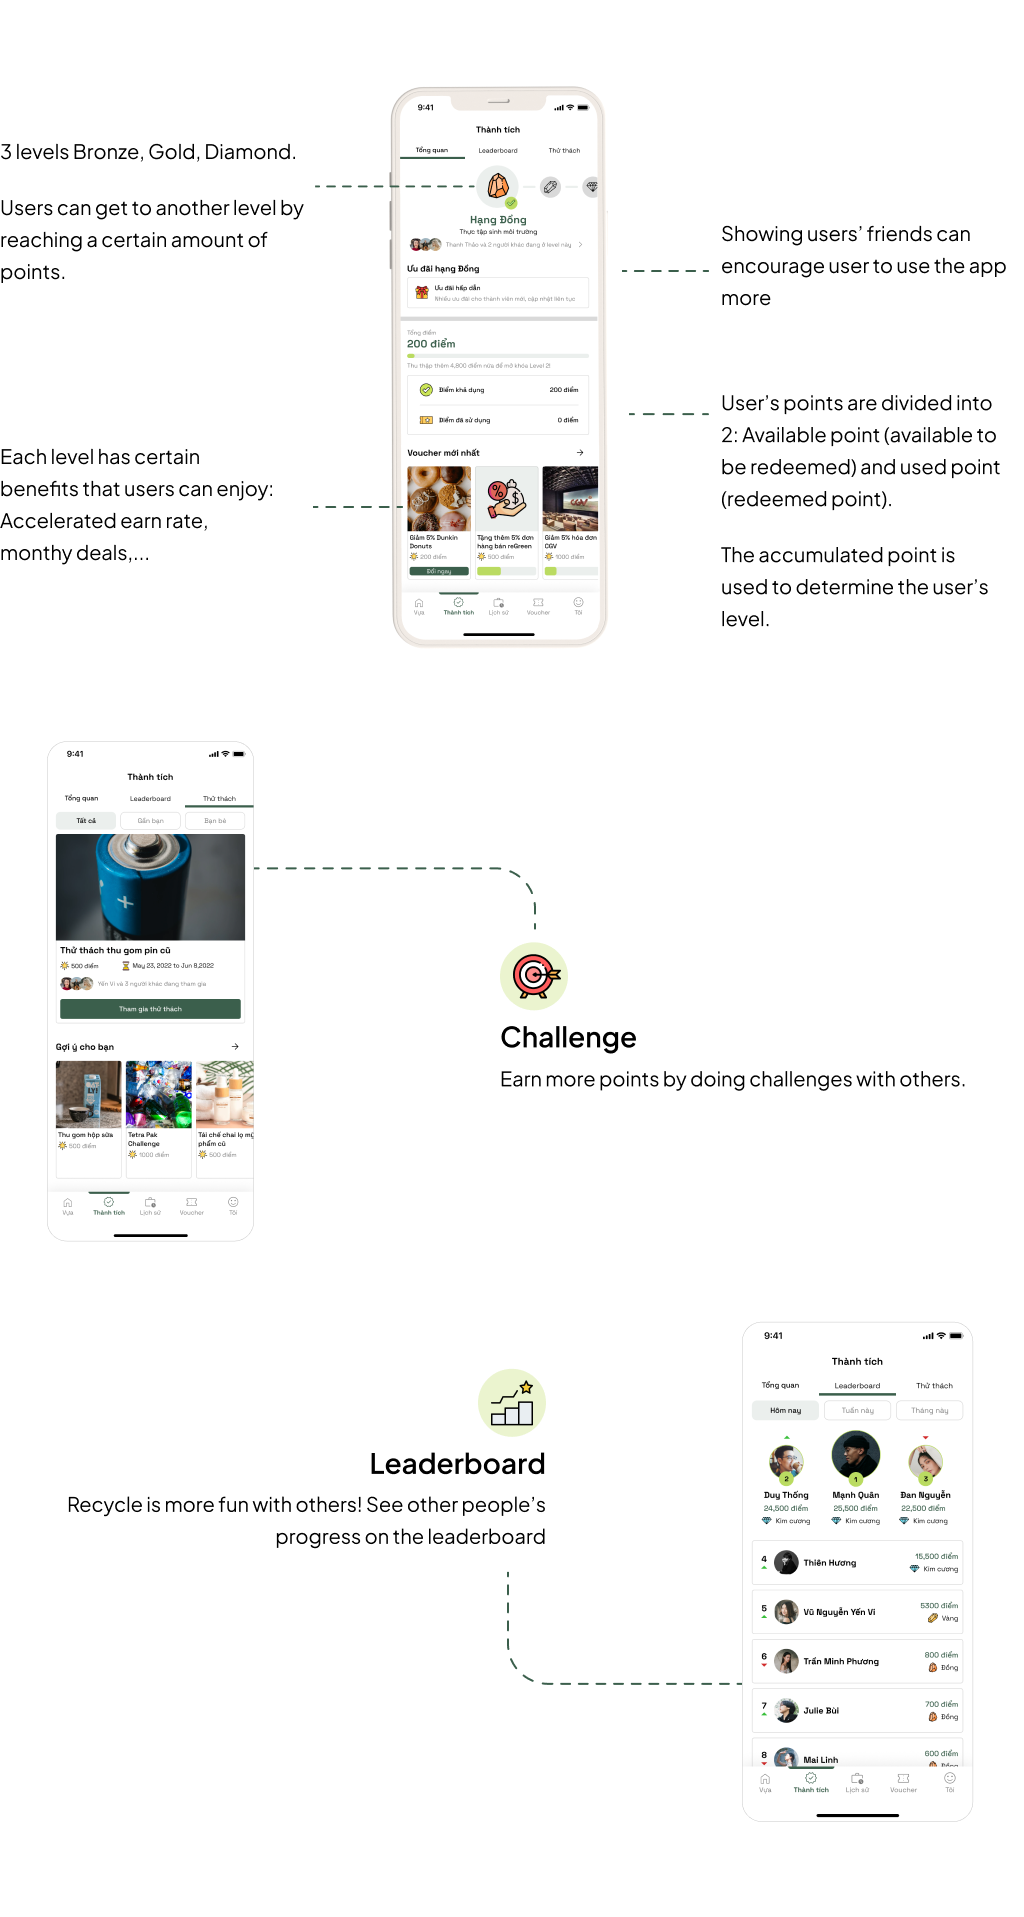 3 levels Bronze, Gold, Diamond.
Users can get to another level by
reaching a certain amount of
points.
Each level has certain
benefits that users can enjoy:
Accelerated earn rate,
monthy deals,...
9:41
Thành tích
Tổng quan
Leaderboard
Thử thách
Hạng Đồng
Thực tập sinh môi trường
Thanh Thảo và 2 người khác đang ở level này
Ưu đãi hạng Đồng
Ưu đãi hấp dẫn
Nhiều ưu đãi cho thành viên mới, cập nhật liên tục
Tổng điểm
200 điểm
Thu thập thêm 4,800 điểm nữa để mở khóa Level 2!
Điểm khả dụng
200 điểm
Điểm đã sử dụng
0 điểm
Voucher mới nhất
Giảm 5% Dunkin
Donuts
200 điểm
Đổi ngay
Tặng thêm 5% đơn
hàng bán reGreen
500 điểm
CGV
Giảm 5% hóa đơn
CGV
1000 điểm
Vựa
Thành tích
Lịch sử
Voucher
Tôi
Showing users’ friends can
encourage user to use the app
more
User’s points are divided into
2: Available point (available to
be redeemed) and used point
(redeemed point).
The accumulated point is
used to determine the user’s
level.
9:41
Thành tích
Tổng quan
Leaderboard
Thử thách
Tất cả
Gần bạn
Bạn bè
Thử thách thu gom pin cũ
500 điểm
May 23, 2022 to Jun 8,2022
Yến Vi và 3 người khác đang tham gia
Tham gia thử thách
Gợi ý cho bạn
Thu gom hộp sữa
500 điểm
Tetra Pak
Challenge
1000 điểm
Tái chế chai lọ mỹ
phẩm cũ
500 điểm
Vựa
Thành tích
Lịch sử
Voucher
Tôi
Challenge
Earn more points by doing challenges with others.
Leaderboard
Recycle is more fun with others! See other people’s
progress on the leaderboard
9:41
Thành tích
Tổng quan
Leaderboard
Thử thách
Hôm nay
Tuần này
Tháng này
2
1
3
Duy Thống
Mạnh Quân
Đan Nguyễn
24,500 điểm
25,500 điểm
22,500 điểm
Kim cương
Kim cương
Kim cương
4
Thiên Hương
15,500 điểm
Kim cương
5
Vũ Nguyễn Yến Vi
5300 điểm
Vàng
6
Trần Minh Phương
800 điểm
Đồng
7
Julie Bùi
700 điểm
Đồng
8
Mai Linh
600 điểm
Đồng
Vựa
Thành tích
Lịch sử
Voucher
Tôi